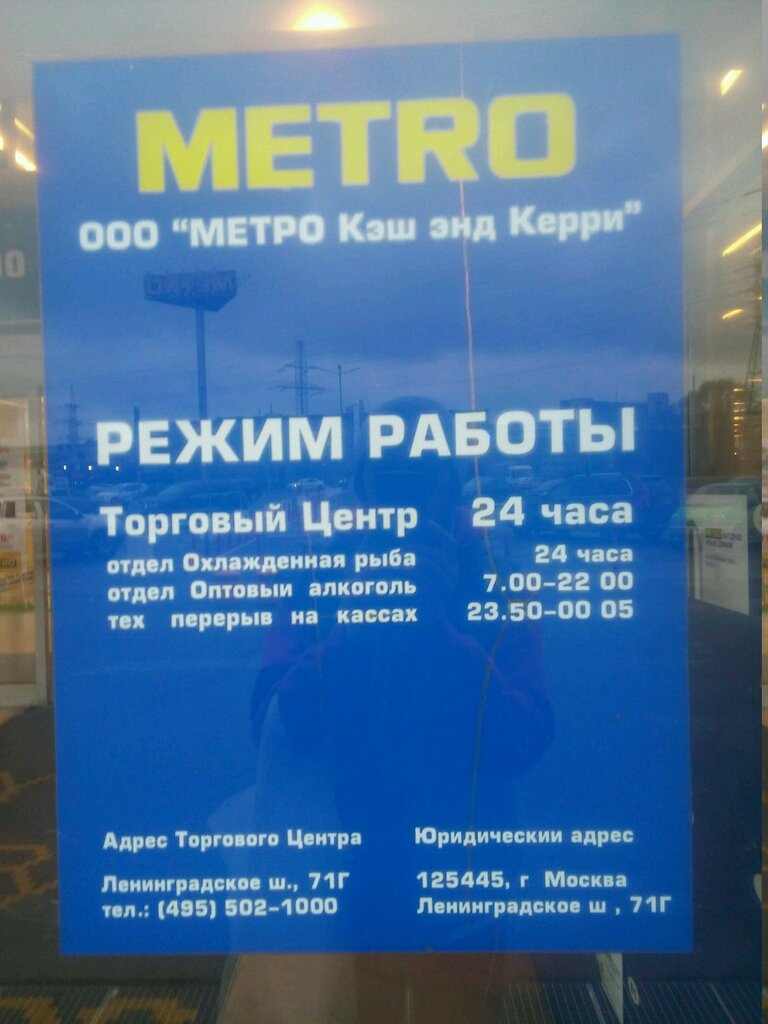 METRO
ООО “МЕТРО Кэш энд Керри”
РЕЖИМ РАБОТЫ
Торговый Центр 24 часа
отдел Охлажденная рыба 24 часа
отдел Оптовыи алкоголь 7.00-22 00
тех перерыв на кассах 23.50-00 05
Адрес Торгового Центра
Ленинградское ш., 71Г
тел.: (495) 502-1000
Юридическии адрес
125445, г Москва
Ленинградское ш , 71Г